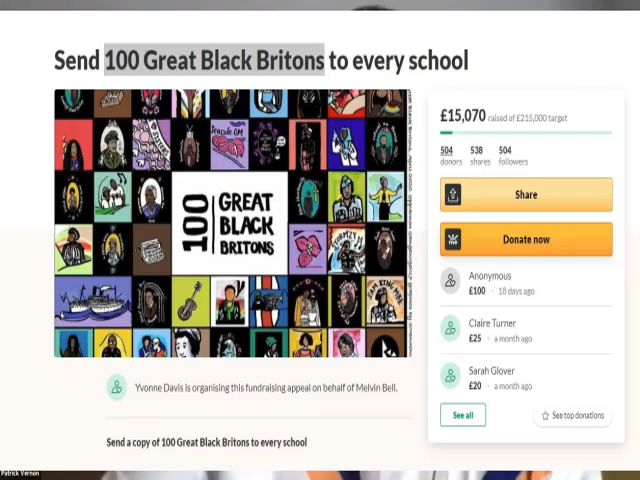 Send 100 Great Black Britons to every school
£15,070 raised of £215,000 target
504 538 504
donors shares followers
Share
Donate now
Anonymous
£100 · 18 days ago
Claire Turner
£25 · a month ago
Sarah Glover
£20 · a month ago
See all
See top donations
Seacole GM
100 GREAT
BLACK
BRITONS
Yvonne Davis is organising this fundraising appeal on behalf of Melvin Bell.
Send a copy of 100 Great Black Britons to every school
Patrick Vernon